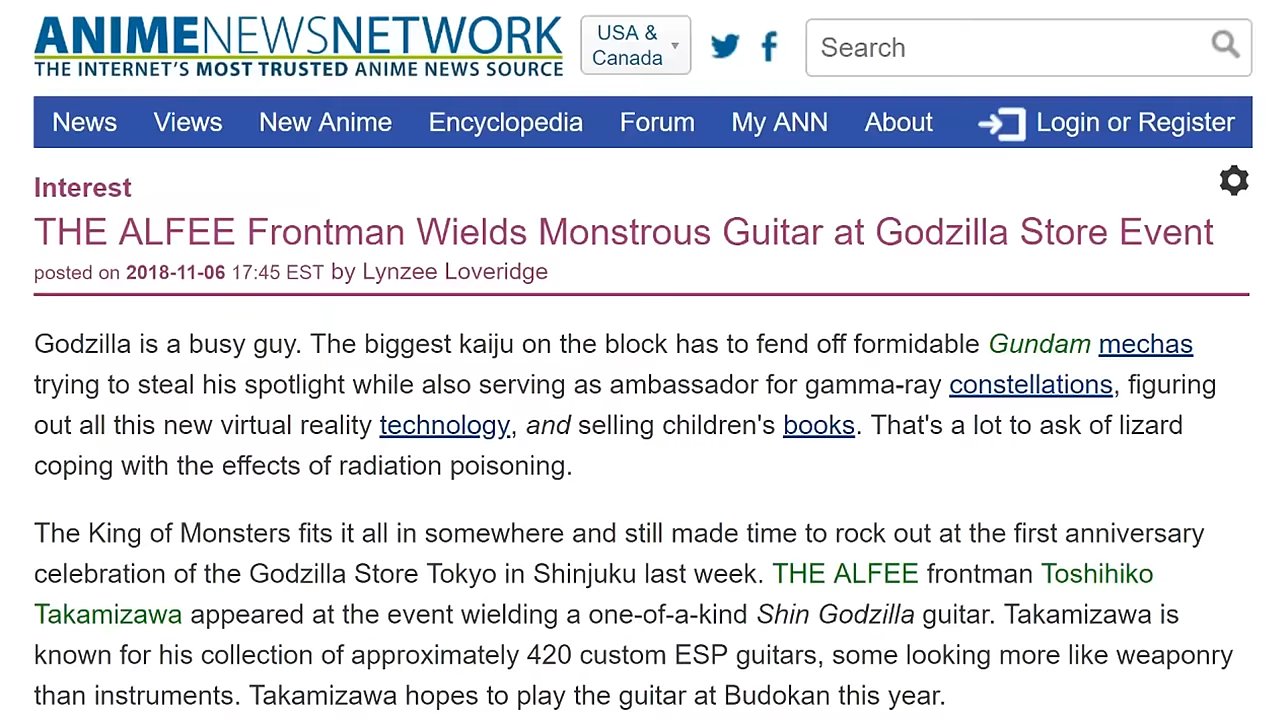 ANIMENEWSNETWORK
THE INTERNET'S MOST TRUSTED ANIME NEWS SOURCE
USA &
Canada
Search
News Views New Anime Encyclopedia Forum My ANN About Login or Register
Interest
THE ALFEE Frontman Wields Monstrous Guitar at Godzilla Store Event
posted on 2018-11-06 17:45 EST by Lynzee Loveridge
Godzilla is a busy guy. The biggest kaiju on the block has to fend off formidable Gundam mechas
trying to steal his spotlight while also serving as ambassador for gamma-ray constellations, figuring
out all this new virtual reality technology, and selling children's books. That's a lot to ask of lizard
coping with the effects of radiation poisoning.
The King of Monsters fits it all in somewhere and still made time to rock out at the first anniversary
celebration of the Godzilla Store Tokyo in Shinjuku last week. THE ALFEE frontman Toshihiko
Takamizawa appeared at the event wielding a one-of-a-kind Shin Godzilla guitar. Takamizawa is
known for his collection of approximately 420 custom ESP guitars, some looking more like weaponry
than instruments. Takamizawa hopes to play the guitar at Budokan this year.